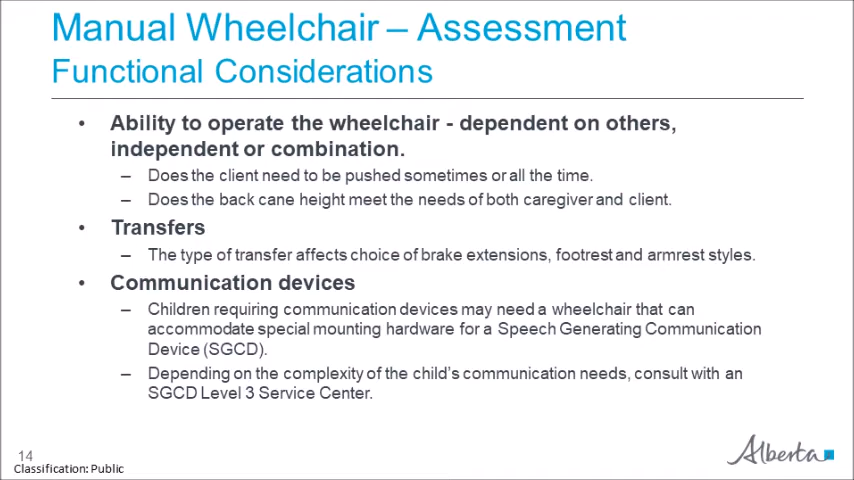 Manual Wheelchair – Assessment
Functional Considerations
• Ability to operate the wheelchair - dependent on others,
independent or combination.
– Does the client need to be pushed sometimes or all the time.
– Does the back cane height meet the needs of both caregiver and client.
• Transfers
– The type of transfer affects choice of brake extensions, footrest and armrest styles.
• Communication devices
– Children requiring communication devices may need a wheelchair that can
accommodate special mounting hardware for a Speech Generating Communication
Device (SGCD).
– Depending on the complexity of the child's communication needs, consult with an
SGCD Level 3 Service Center.
14
Classification: Public
Alberta